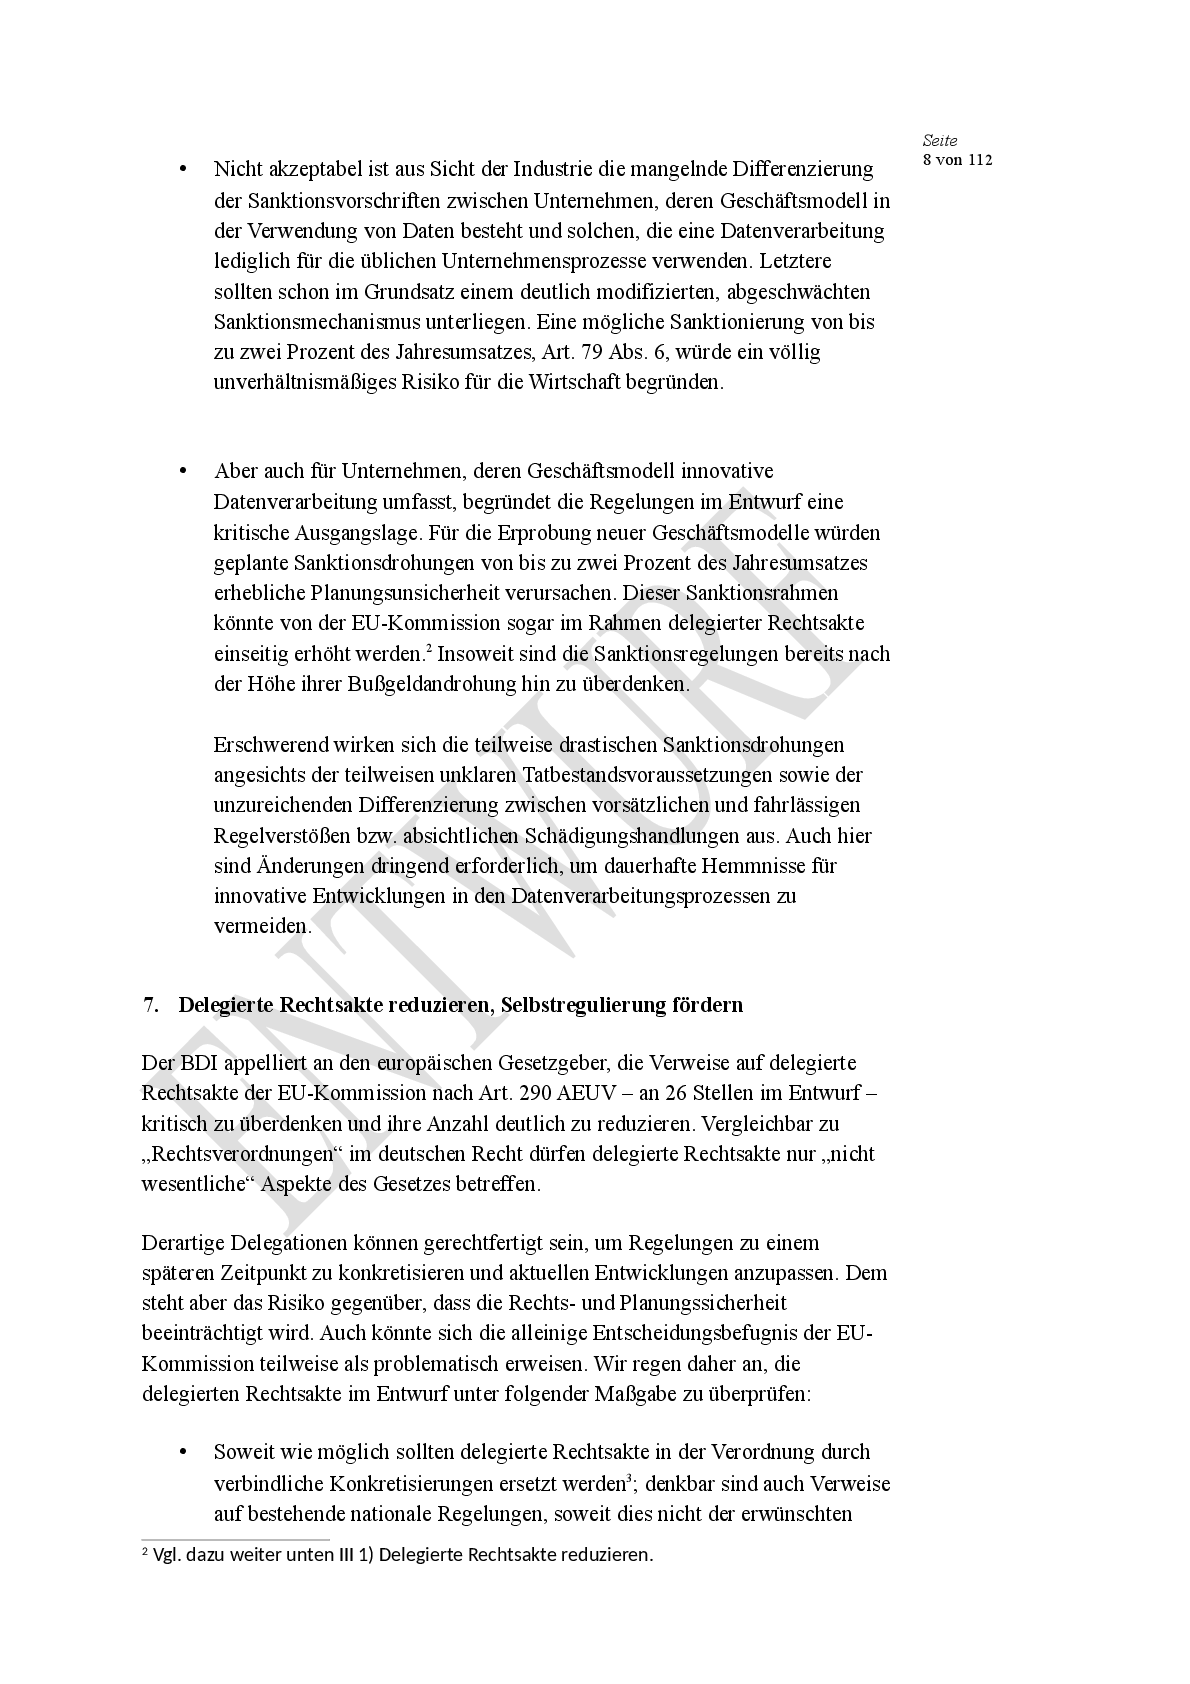 Seite
8 von 112
• Nicht akzeptabel ist aus Sicht der Industrie die mangelnde Differenzierung
der Sanktionsvorschriften zwischen Unternehmen, deren Geschäftsmodell in
der Verwendung von Daten besteht und solchen, die eine Datenverarbeitung
lediglich für die üblichen Unternehmensprozesse verwenden. Letztere
sollten schon im Grundsatz einem deutlich modifizierten, abgeschwächten
Sanktionsmechanismus unterliegen. Eine mögliche Sanktionierung von bis
zu zwei Prozent des Jahresumsatzes, Art. 79 Abs. 6, würde ein völlig
unverhältnismäßiges Risiko für die Wirtschaft begründen.
• Aber auch für Unternehmen, deren Geschäftsmodell innovative
Datenverarbeitung umfasst, begründet die Regelungen im Entwurf eine
kritische Ausgangslage. Für die Erprobung neuer Geschäftsmodelle würden
geplante Sanktionsdrohungen von bis zu zwei Prozent des Jahresumsatzes
erhebliche Planungsunsicherheit verursachen. Dieser Sanktionsrahmen
könnte von der EU-Kommission sogar im Rahmen delegierter Rechtsakte
einseitig erhöht werden.² Insoweit sind die Sanktionsregelungen bereits nach
der Höhe ihrer Bußgeldandrohung hin zu überdenken.
Erschwerend wirken sich die teilweise drastischen Sanktionsdrohungen
angesichts der teilweisen unklaren Tatbestandsvoraussetzungen sowie der
unzureichenden Differenzierung zwischen vorsätzlichen und fahrlässigen
Regelverstößen bzw. absichtlichen Schädigungshandlungen aus. Auch hier
sind Änderungen dringend erforderlich, um dauerhafte Hemmnisse für
innovative Entwicklungen in den Datenverarbeitungsprozessen zu
vermeiden.
7. Delegierte Rechtsakte reduzieren, Selbstregulierung fördern
Der BDI appelliert an den europäischen Gesetzgeber, die Verweise auf delegierte
Rechtsakte der EU-Kommission nach Art. 290 AEUV – an 26 Stellen im Entwurf –
kritisch zu überdenken und ihre Anzahl deutlich zu reduzieren. Vergleichbar zu
„Rechtsverordnungen“ im deutschen Recht dürfen delegierte Rechtsakte nur „nicht
wesentliche“ Aspekte des Gesetzes betreffen.
Derartige Delegationen können gerechtfertigt sein, um Regelungen zu einem
späteren Zeitpunkt zu konkretisieren und aktuellen Entwicklungen anzupassen. Dem
steht aber das Risiko gegenüber, dass die Rechts- und Planungssicherheit
beeinträchtigt wird. Auch könnte sich die alleinige Entscheidungsbefugnis der EU-
Kommission teilweise als problematisch erweisen. Wir regen daher an, die
delegierten Rechtsakte im Entwurf unter folgender Maßgabe zu überprüfen:
• Soweit wie möglich sollten delegierte Rechtsakte in der Verordnung durch
verbindliche Konkretisierungen ersetzt werden³; denkbar sind auch Verweise
auf bestehende nationale Regelungen, soweit dies nicht der erwünschten
² Vgl. dazu weiter unten III 1) Delegierte Rechtsakte reduzieren.
ENTWURF